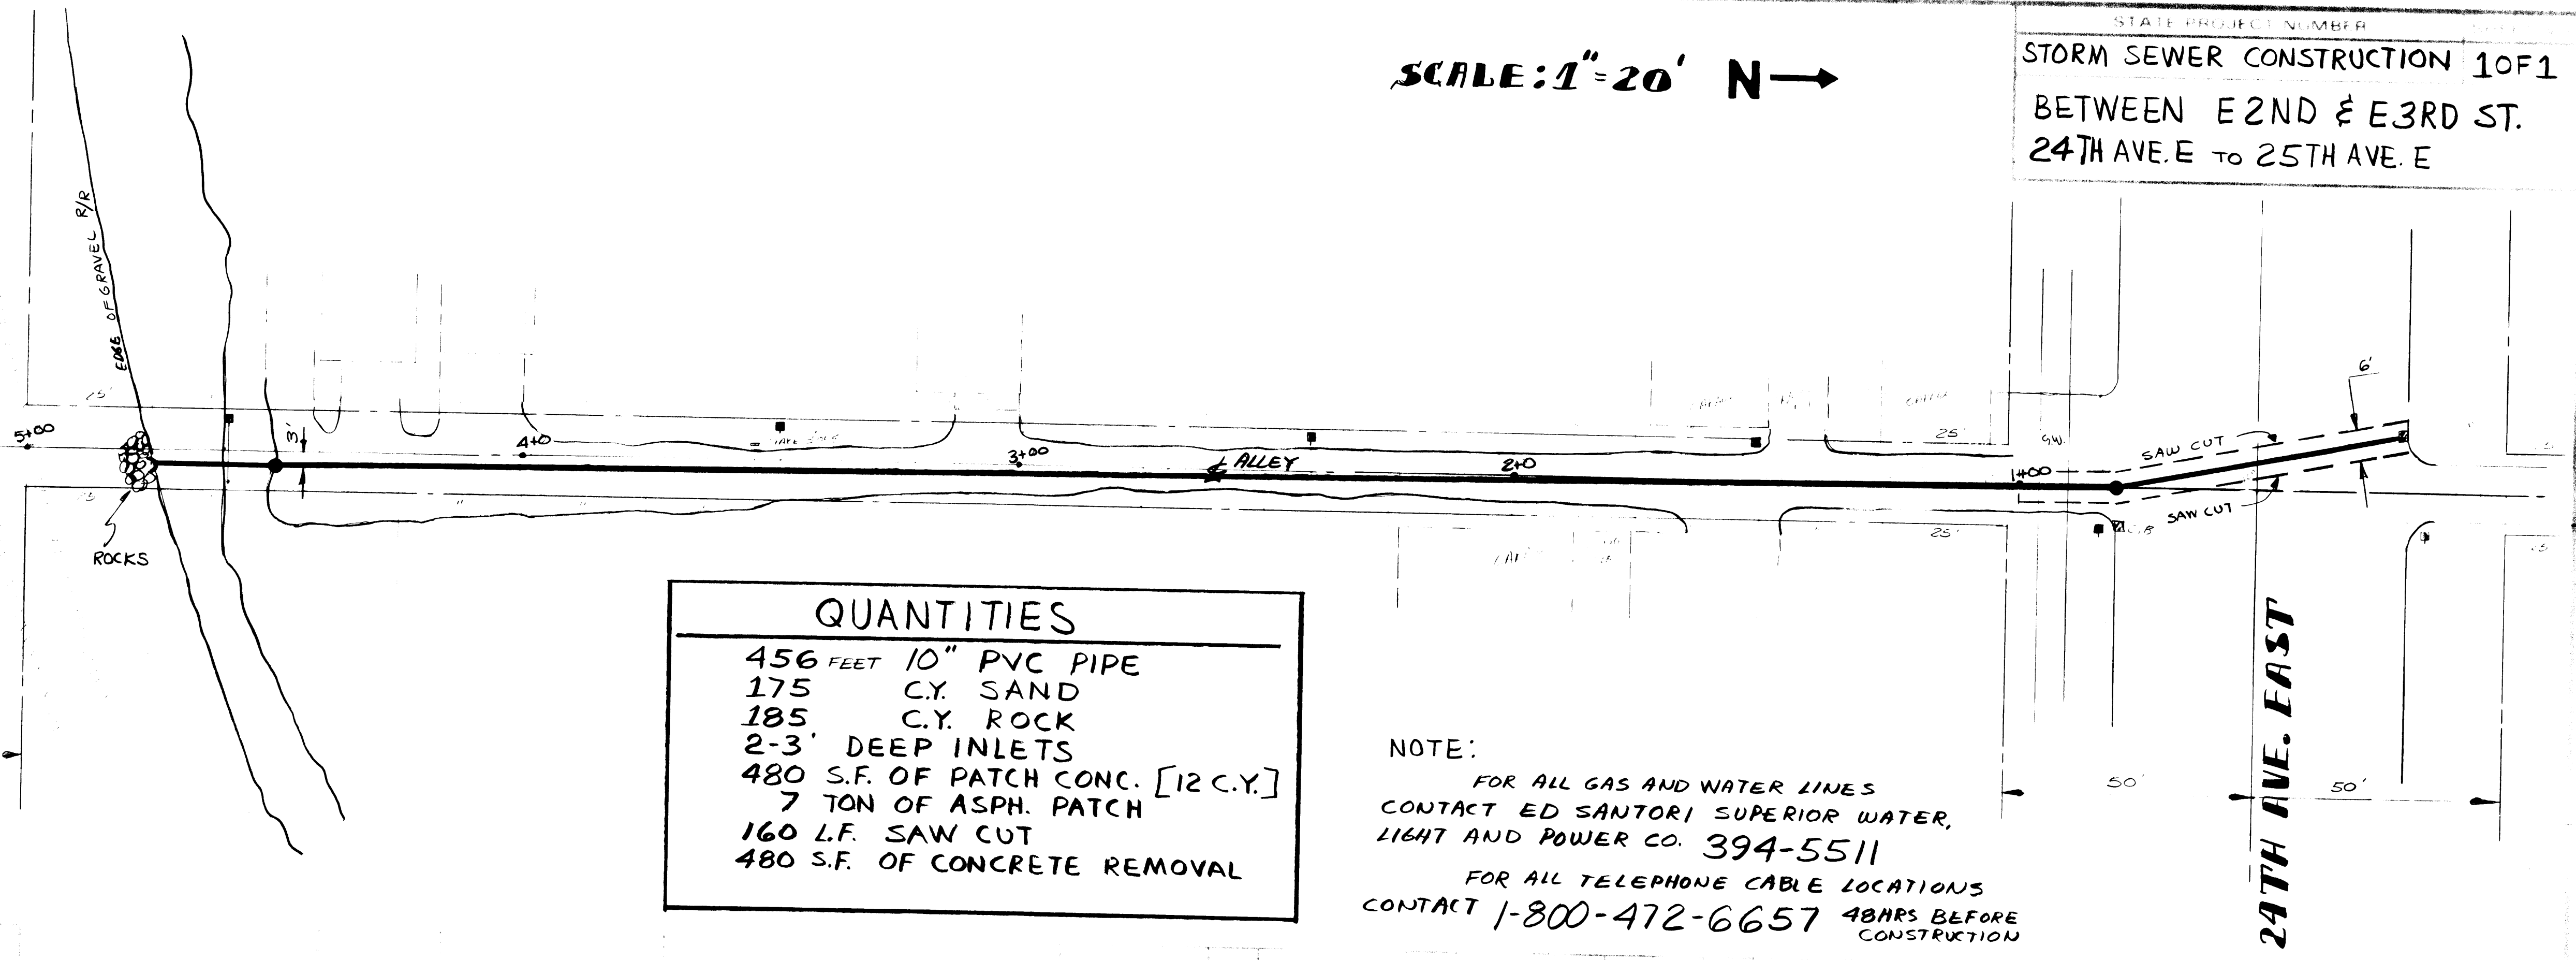 STATE PROJECT NUMBER
STORM SEWER CONSTRUCTION 1 OF 1
BETWEEN E 2ND & E 3RD ST.
24TH AVE. E TO 25TH AVE. E
SCALE: 1"=20' N
EDGE OF GRAVEL R/R
5+00
3'
4+0
3+00
℄ ALLEY
2+0
25'
1+00
S.W.
SAW CUT
6'
SAW CUT
25'
ROCKS
QUANTITIES
456 FEET 10" PVC PIPE
175 C.Y. SAND
185 C.Y. ROCK
2-3' DEEP INLETS
480 S.F. OF PATCH CONC. [12 C.Y.]
7 TON OF ASPH. PATCH
160 L.F. SAW CUT
480 S.F. OF CONCRETE REMOVAL
NOTE:
FOR ALL GAS AND WATER LINES
CONTACT ED SANTORI SUPERIOR WATER,
LIGHT AND POWER CO. 394-5511
FOR ALL TELEPHONE CABLE LOCATIONS
CONTACT 1-800-472-6657 48HRS BEFORE
CONSTRUCTION
50'
50'
24TH AVE. EAST